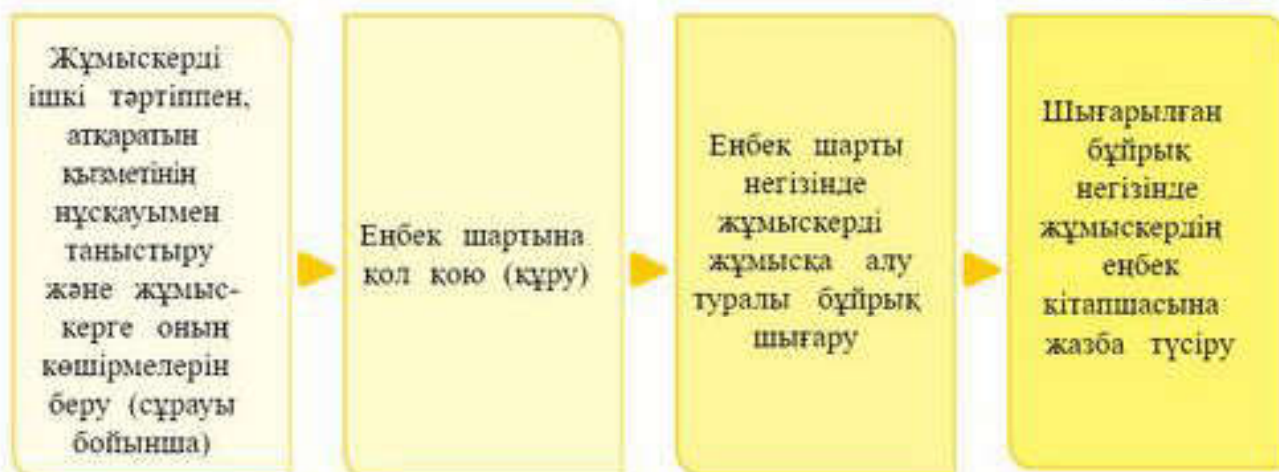 Жұмыскерді
ішкі тәртіппен,
атқаратын
қызметінің
нұсқауымен
таныстыру
және жұмыс-
керге оның
көшірмелерін
беру (сұрауы
бойынша)
Еңбек шартына
қол қою (құру)
Еңбек шарты
негізінде
жұмыскерді
жұмысқа алу
туралы бұйрық
шығару
Шығарылған
бұйрық
негізінде
жұмыскердің
еңбек
кітапшасына
жазба түсіру